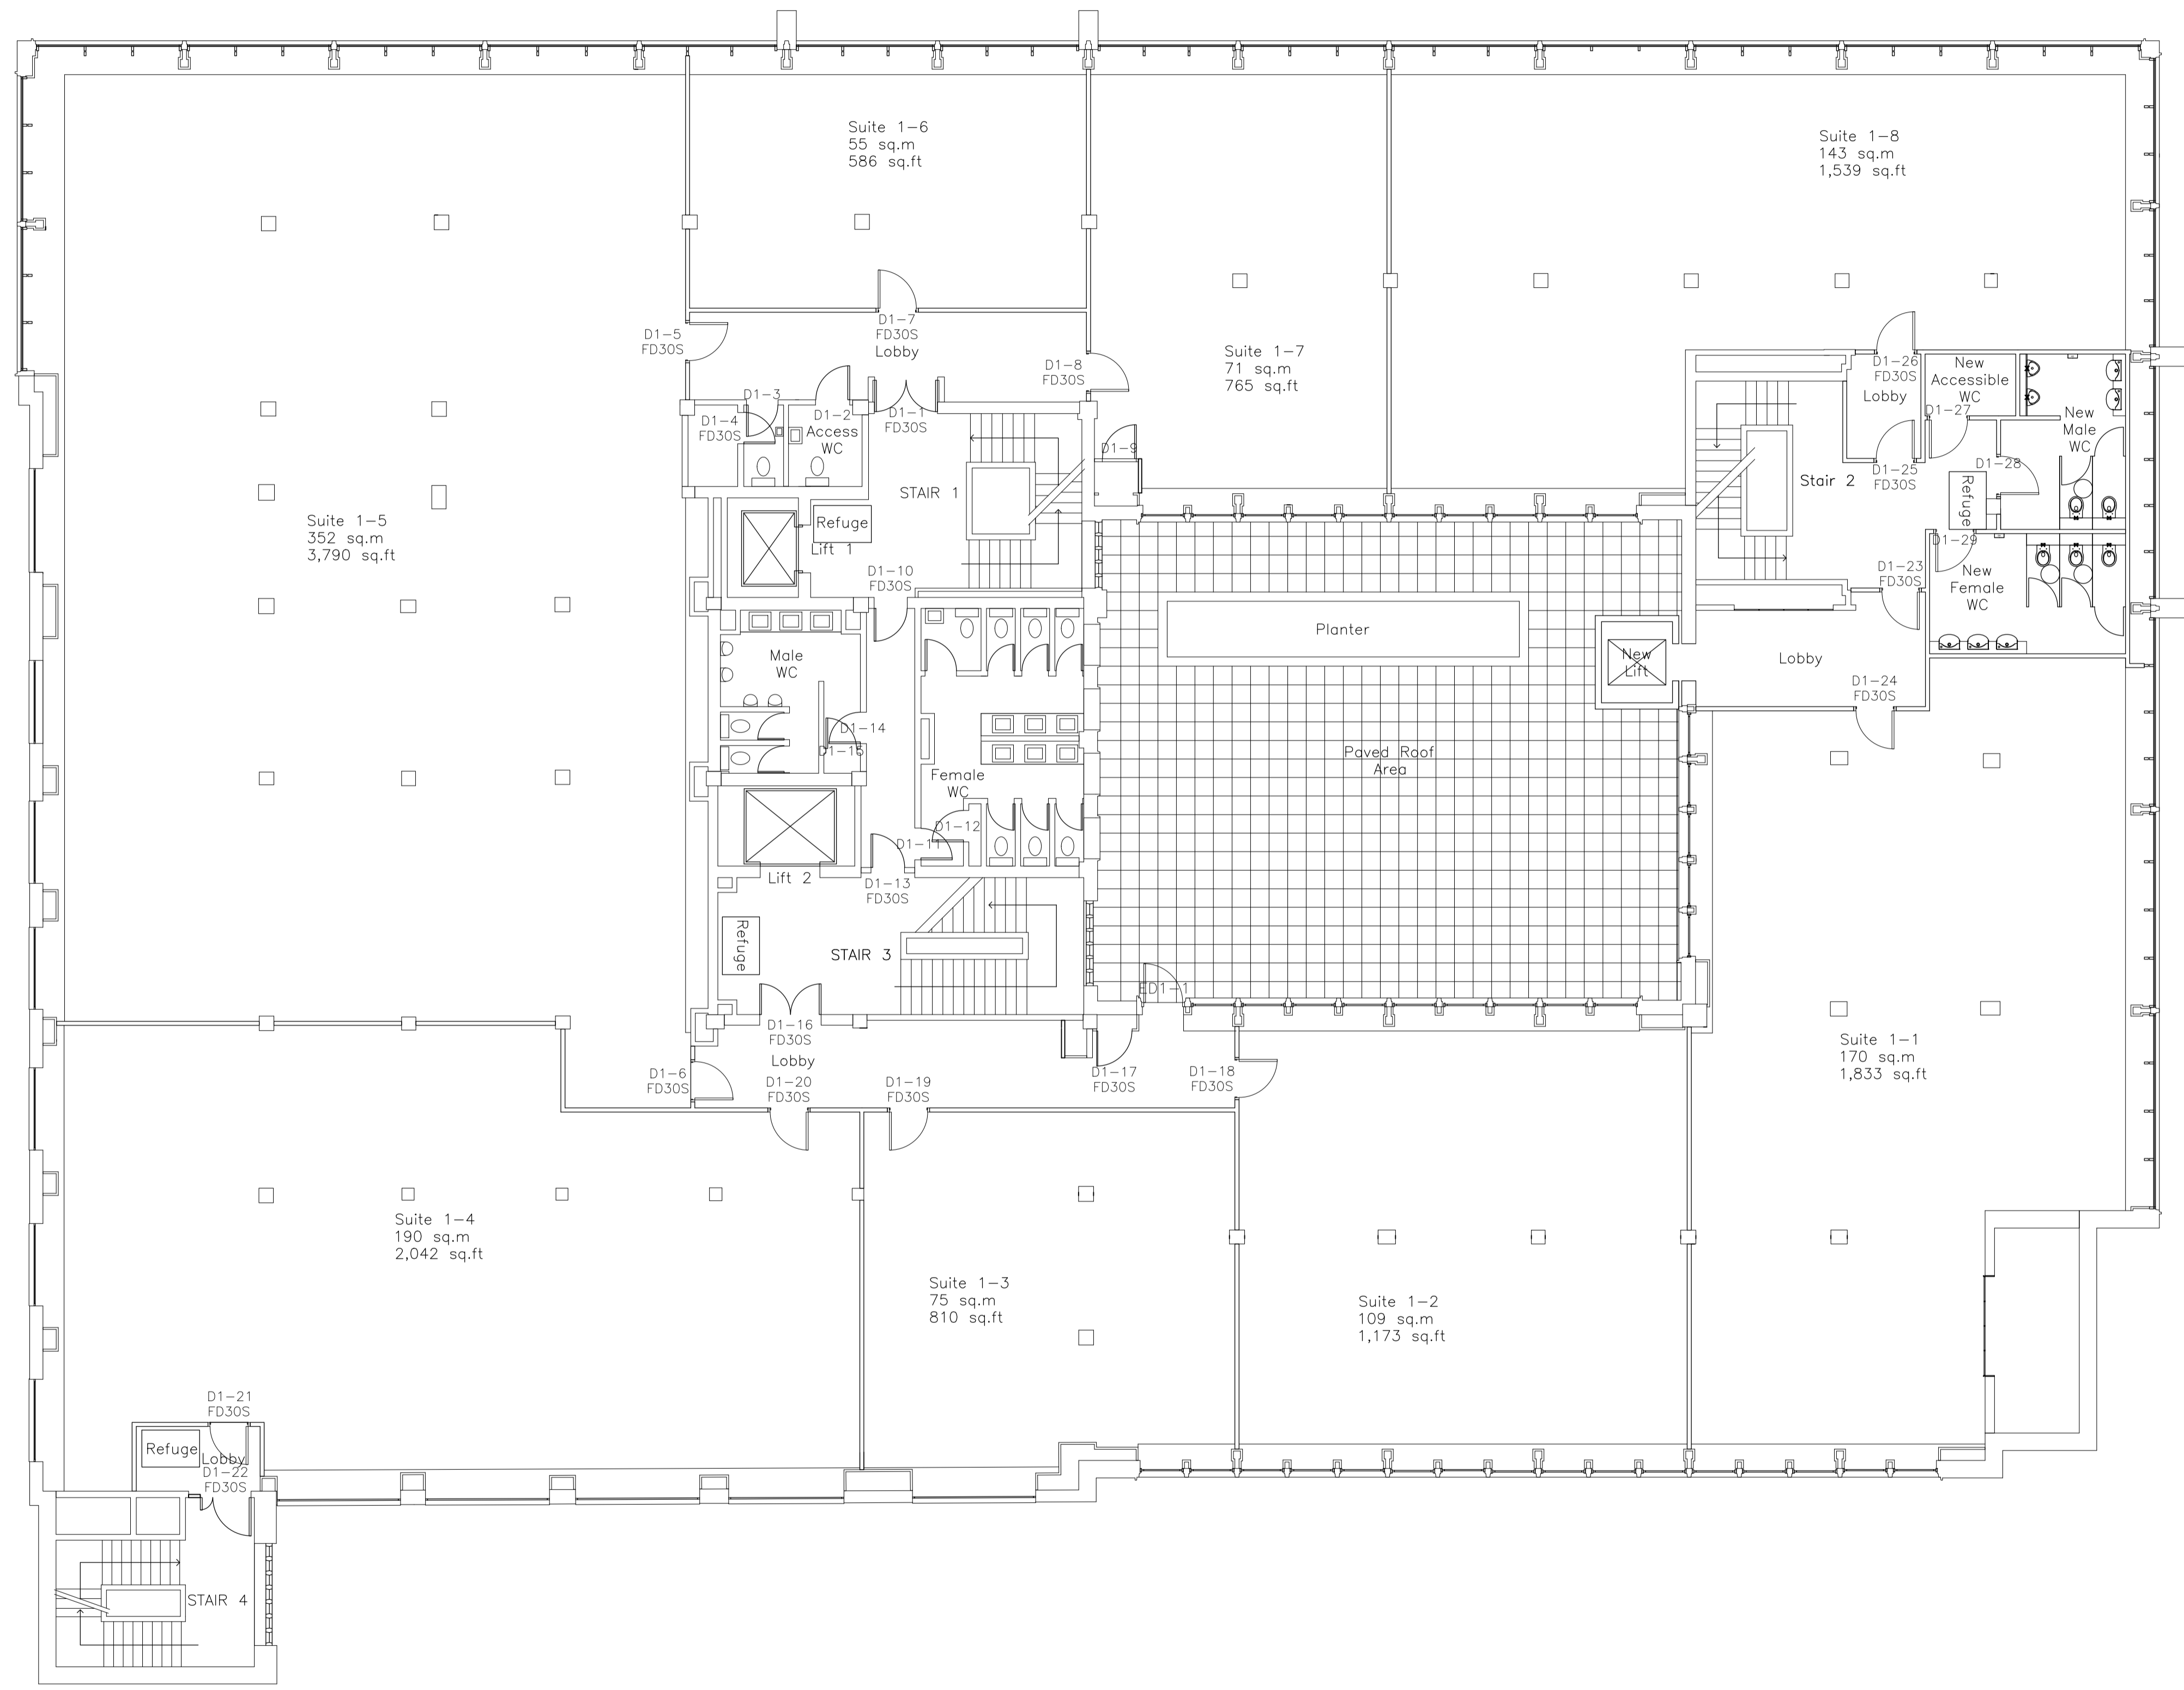 Suite 1-6
55 sq.m
586 sq.ft
Suite 1-8
143 sq.m
1,539 sq.ft
D1-5
FD30S
D1-7
FD30S
Lobby
D1-8
FD30S
Suite 1-7
71 sq.m
765 sq.ft
D1-26
FD30S
Lobby
New
Accessible
WC
D1-27
New
Male
WC
D1-3
D1-4
FD30S
D1-2
Access
WC
D1-1
FD30S
D1-9
D1-25
FD30S
D1-28
Stair 2
Refuge
STAIR 1
Suite 1-5
352 sq.m
3,790 sq.ft
Refuge
Lift 1
D1-10
FD30S
D1-29
New
Female
WC
D1-23
FD30S
Planter
Male
WC
New
Lift
Lobby
D1-24
FD30S
D1-14
D1-15
Paved Roof
Area
Female
WC
D1-12
D1-11
Lift 2
D1-13
FD30S
Refuge
STAIR 3
ED1-1
D1-16
FD30S
Lobby
D1-6
FD30S
D1-20
FD30S
D1-19
FD30S
D1-17
FD30S
D1-18
FD30S
Suite 1-1
170 sq.m
1,833 sq.ft
Suite 1-4
190 sq.m
2,042 sq.ft
Suite 1-3
75 sq.m
810 sq.ft
Suite 1-2
109 sq.m
1,173 sq.ft
D1-21
FD30S
Refuge
Lobby
D1-22
FD30S
STAIR 4